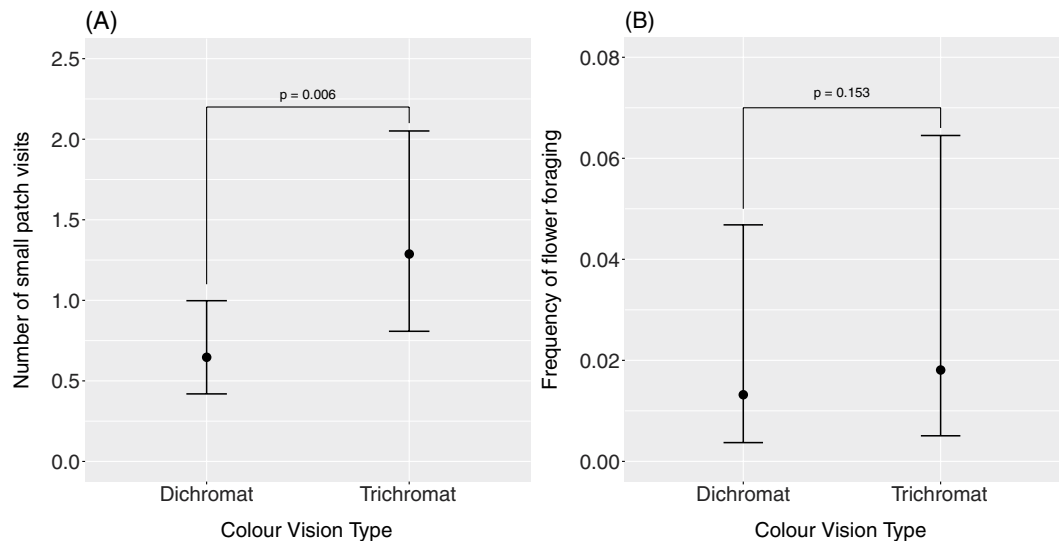 (A)
Number of small patch visits
2.5
2.0
1.5
1.0
0.5
0.0
p = 0.006
Dichromat
Trichromat
Colour Vision Type
(B)
Frequency of flower foraging
0.08
0.06
0.04
0.02
0.00
p = 0.153
Dichromat
Trichromat
Colour Vision Type